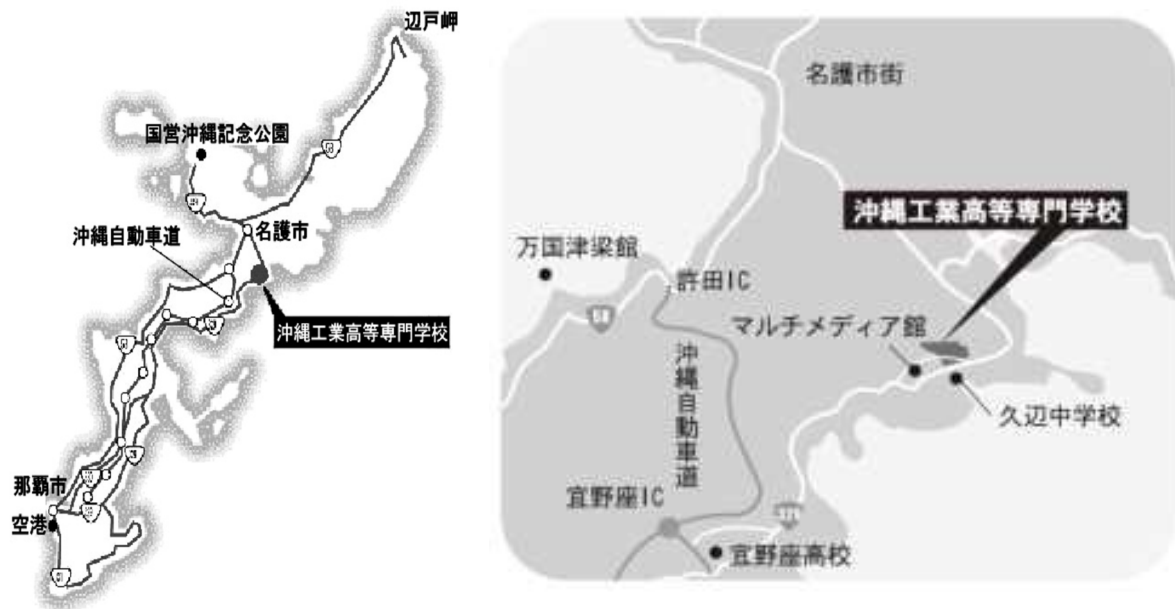 辺戸岬
国営沖縄記念公園
58
沖縄自動車道
名護市
沖縄工業高等専門学校
那覇市
空港
名護市街
沖縄工業高等専門学校
万国津梁館
許田IC
マルチメディア館
沖縄自動車道
久辺中学校
宜野座IC
宜野座高校